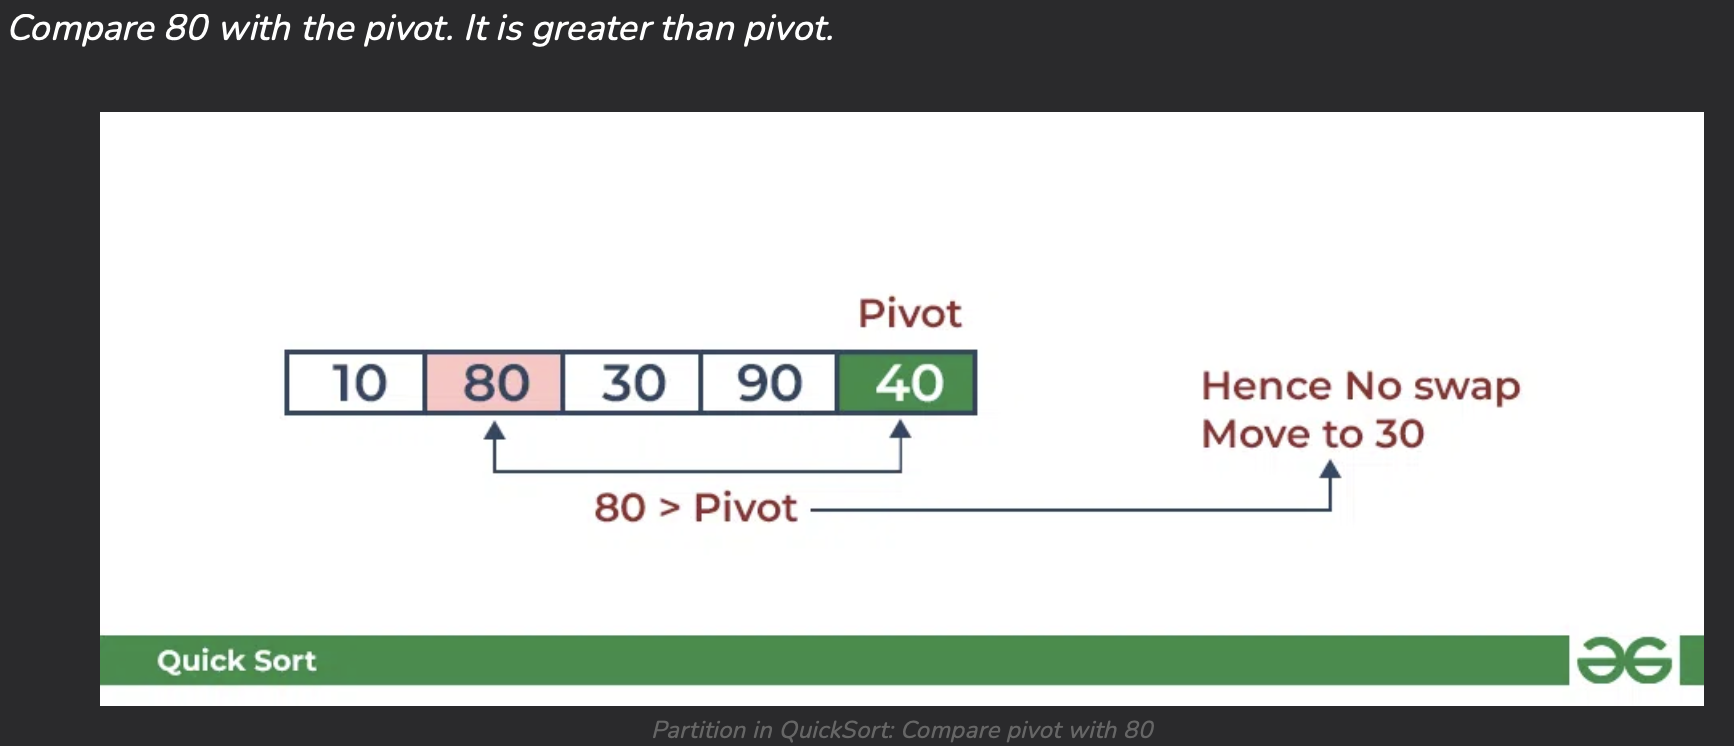 Compare 80 with the pivot. It is greater than pivot.
Pivot
10 80 30 90 40
Hence No swap
Move to 30
80 > Pivot
Quick Sort
Partition in QuickSort: Compare pivot with 80